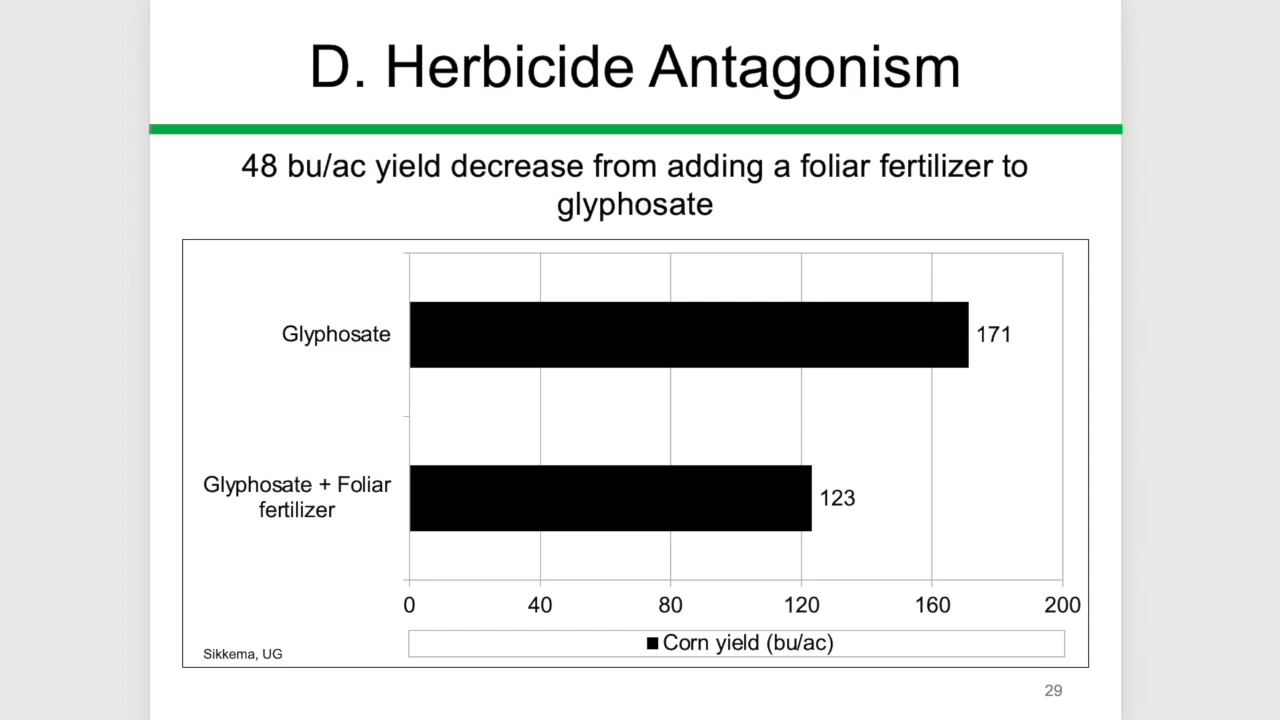 D. Herbicide Antagonism
48 bu/ac yield decrease from adding a foliar fertilizer to
glyphosate
Glyphosate
171
Glyphosate + Foliar
fertilizer
123
0 40 80 120 160 200
Corn yield (bu/ac)
Sikkema, UG
29